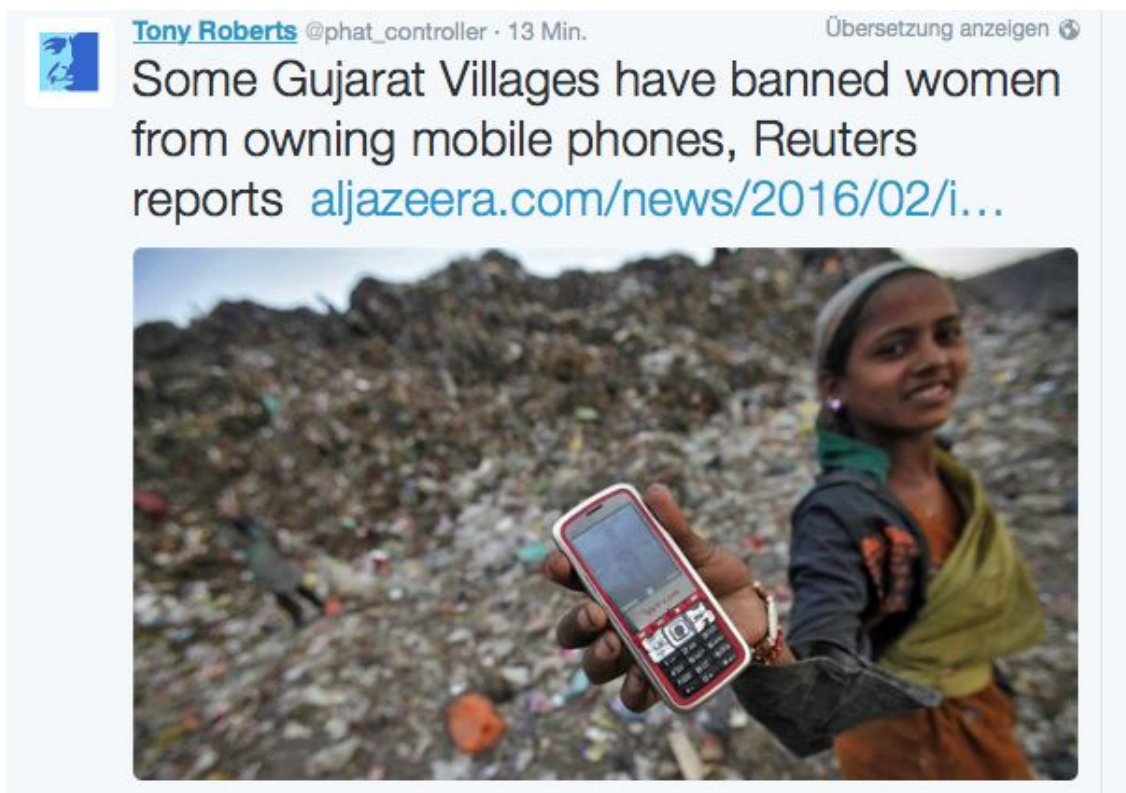 Tony Roberts @phat_controller · 13 Min. Übersetzung anzeigen
Some Gujarat Villages have banned women
from owning mobile phones, Reuters
reports aljazeera.com/news/2016/02/i...